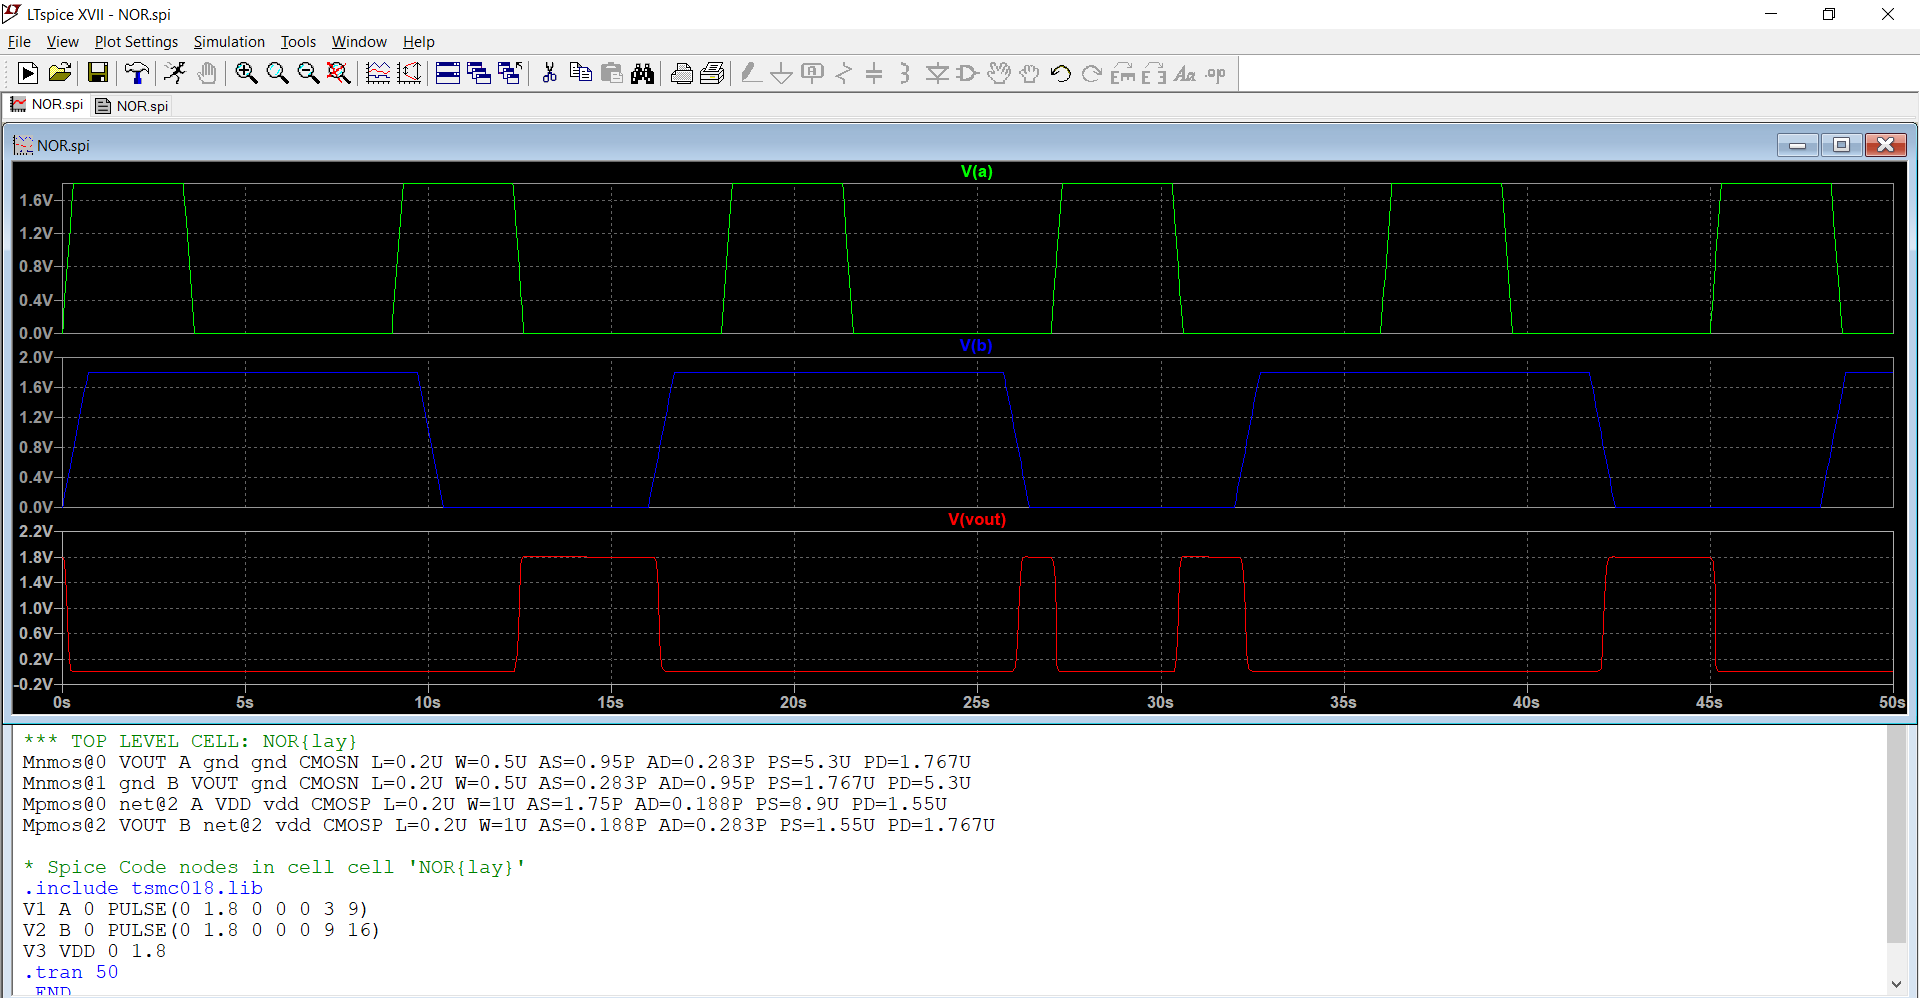 LTspice XVII - NOR.spi
File View Plot Settings Simulation Tools Window Help
NOR.spi NOR.spi
NOR.spi
V(a)
1.6V
1.2V
0.8V
0.4V
0.0V
V(b)
2.0V
1.6V
1.2V
0.8V
0.4V
0.0V
V(vout)
2.2V
1.8V
1.4V
1.0V
0.6V
0.2V
-0.2V
0s 5s 10s 15s 20s 25s 30s 35s 40s 45s 50s
*** TOP LEVEL CELL: NOR{lay}
Mnmos@0 VOUT A gnd gnd CMOSN L=0.2U W=0.5U AS=0.95P AD=0.283P PS=5.3U PD=1.767U
Mnmos@1 gnd B VOUT gnd CMOSN L=0.2U W=0.5U AS=0.283P AD=0.95P PS=1.767U PD=5.3U
Mpmos@0 net@2 A VDD vdd CMOSP L=0.2U W=1U AS=1.75P AD=0.188P PS=8.9U PD=1.55U
Mpmos@2 VOUT B net@2 vdd CMOSP L=0.2U W=1U AS=0.188P AD=0.283P PS=1.55U PD=1.767U
* Spice Code nodes in cell cell 'NOR{lay}'
.include tsmc018.lib
V1 A 0 PULSE(0 1.8 0 0 0 3 9)
V2 B 0 PULSE(0 1.8 0 0 0 9 16)
V3 VDD 0 1.8
.tran 50
.END